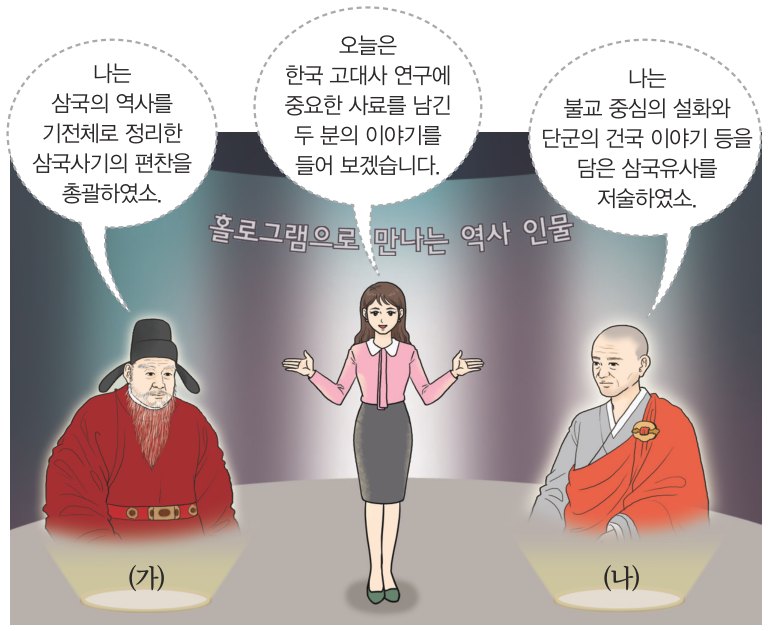 나는
삼국의 역사를
기전체로 정리한
삼국사기의 편찬을
총괄하였소.
오늘은
한국 고대사 연구에
중요한 사료를 남긴
두 분의 이야기를
들어 보겠습니다.
나는
불교 중심의 설화와
단군의 건국 이야기 등을
담은 삼국유사를
저술하였소.
홀로그램으로 만나는 역사 인물
(가)
(나)